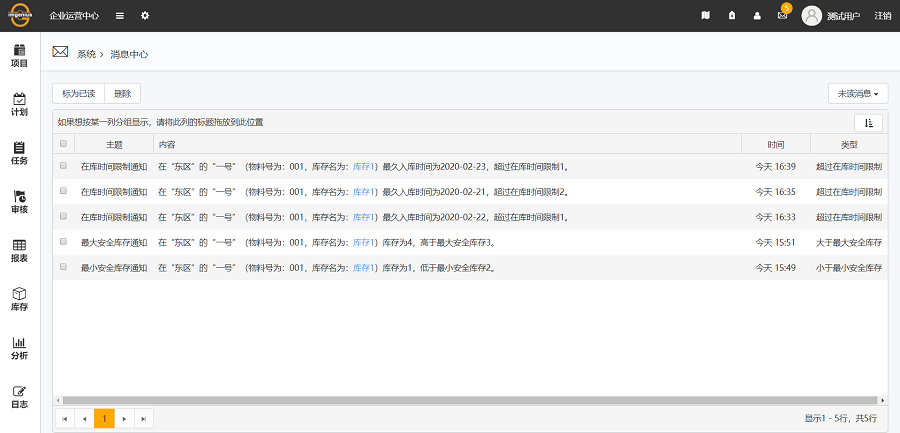 imgenius
企业运营中心
5
测试用户
注销
项目
计划
任务
审核
报表
库存
分析
日志
系统 > 消息中心
标为已读
删除
未读消息
如果想按某一列分组显示，请将此列的标题拖放到此位置
主题 内容 时间 类型
在库时间限制通知 在“东区”的“一号”（物料号为：001，库存名为：库存1）最久入库时间为2020-02-23，超过在库时间限制1。 今天 16:39 超过在库时间限制
在库时间限制通知 在“东区”的“一号”（物料号为：001，库存名为：库存1）最久入库时间为2020-02-21，超过在库时间限制2。 今天 16:35 超过在库时间限制
在库时间限制通知 在“东区”的“一号”（物料号为：001，库存名为：库存1）最久入库时间为2020-02-22，超过在库时间限制1。 今天 16:33 超过在库时间限制
最大安全库存通知 在“东区”的“一号”（物料号为：001，库存名为：库存1）库存为4，高于最大安全库存3。 今天 15:51 大于最大安全库存
最小安全库存通知 在“东区”的“一号”（物料号为：001，库存名为：库存1）库存为1，低于最小安全库存2。 今天 15:49 小于最小安全库存
1
显示1 - 5行，共5行